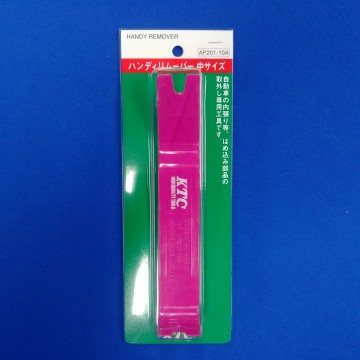 HANDY REMOVER
AP201-10A
ハンディリムーバー 中サイズ
自動車の内張り等、はめ込み部品の
取外し専用工具です
KTC